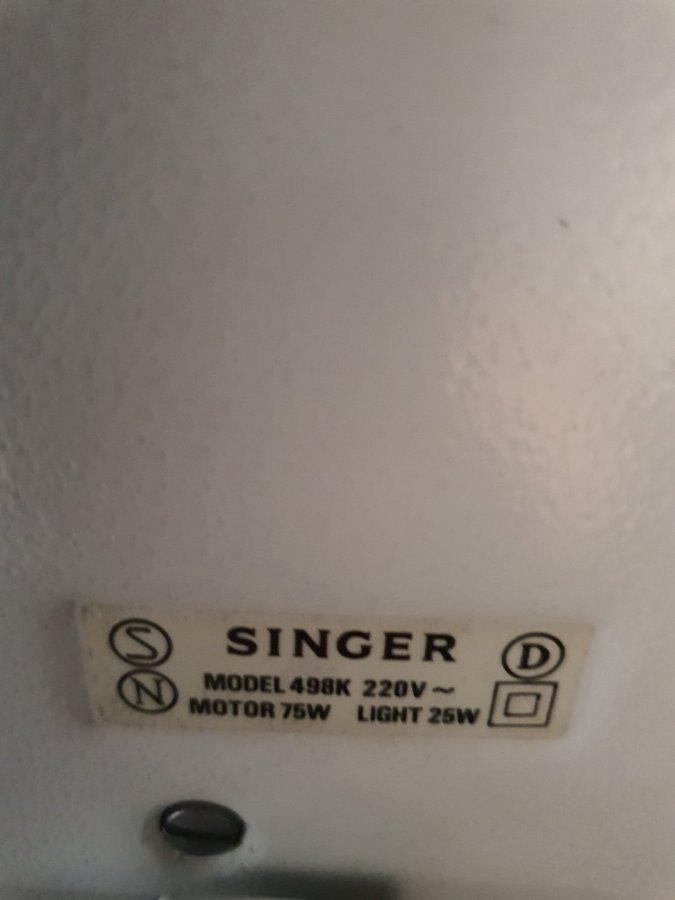 S SINGER D
N MODEL 498K 220V~
MOTOR 75W LIGHT 25W